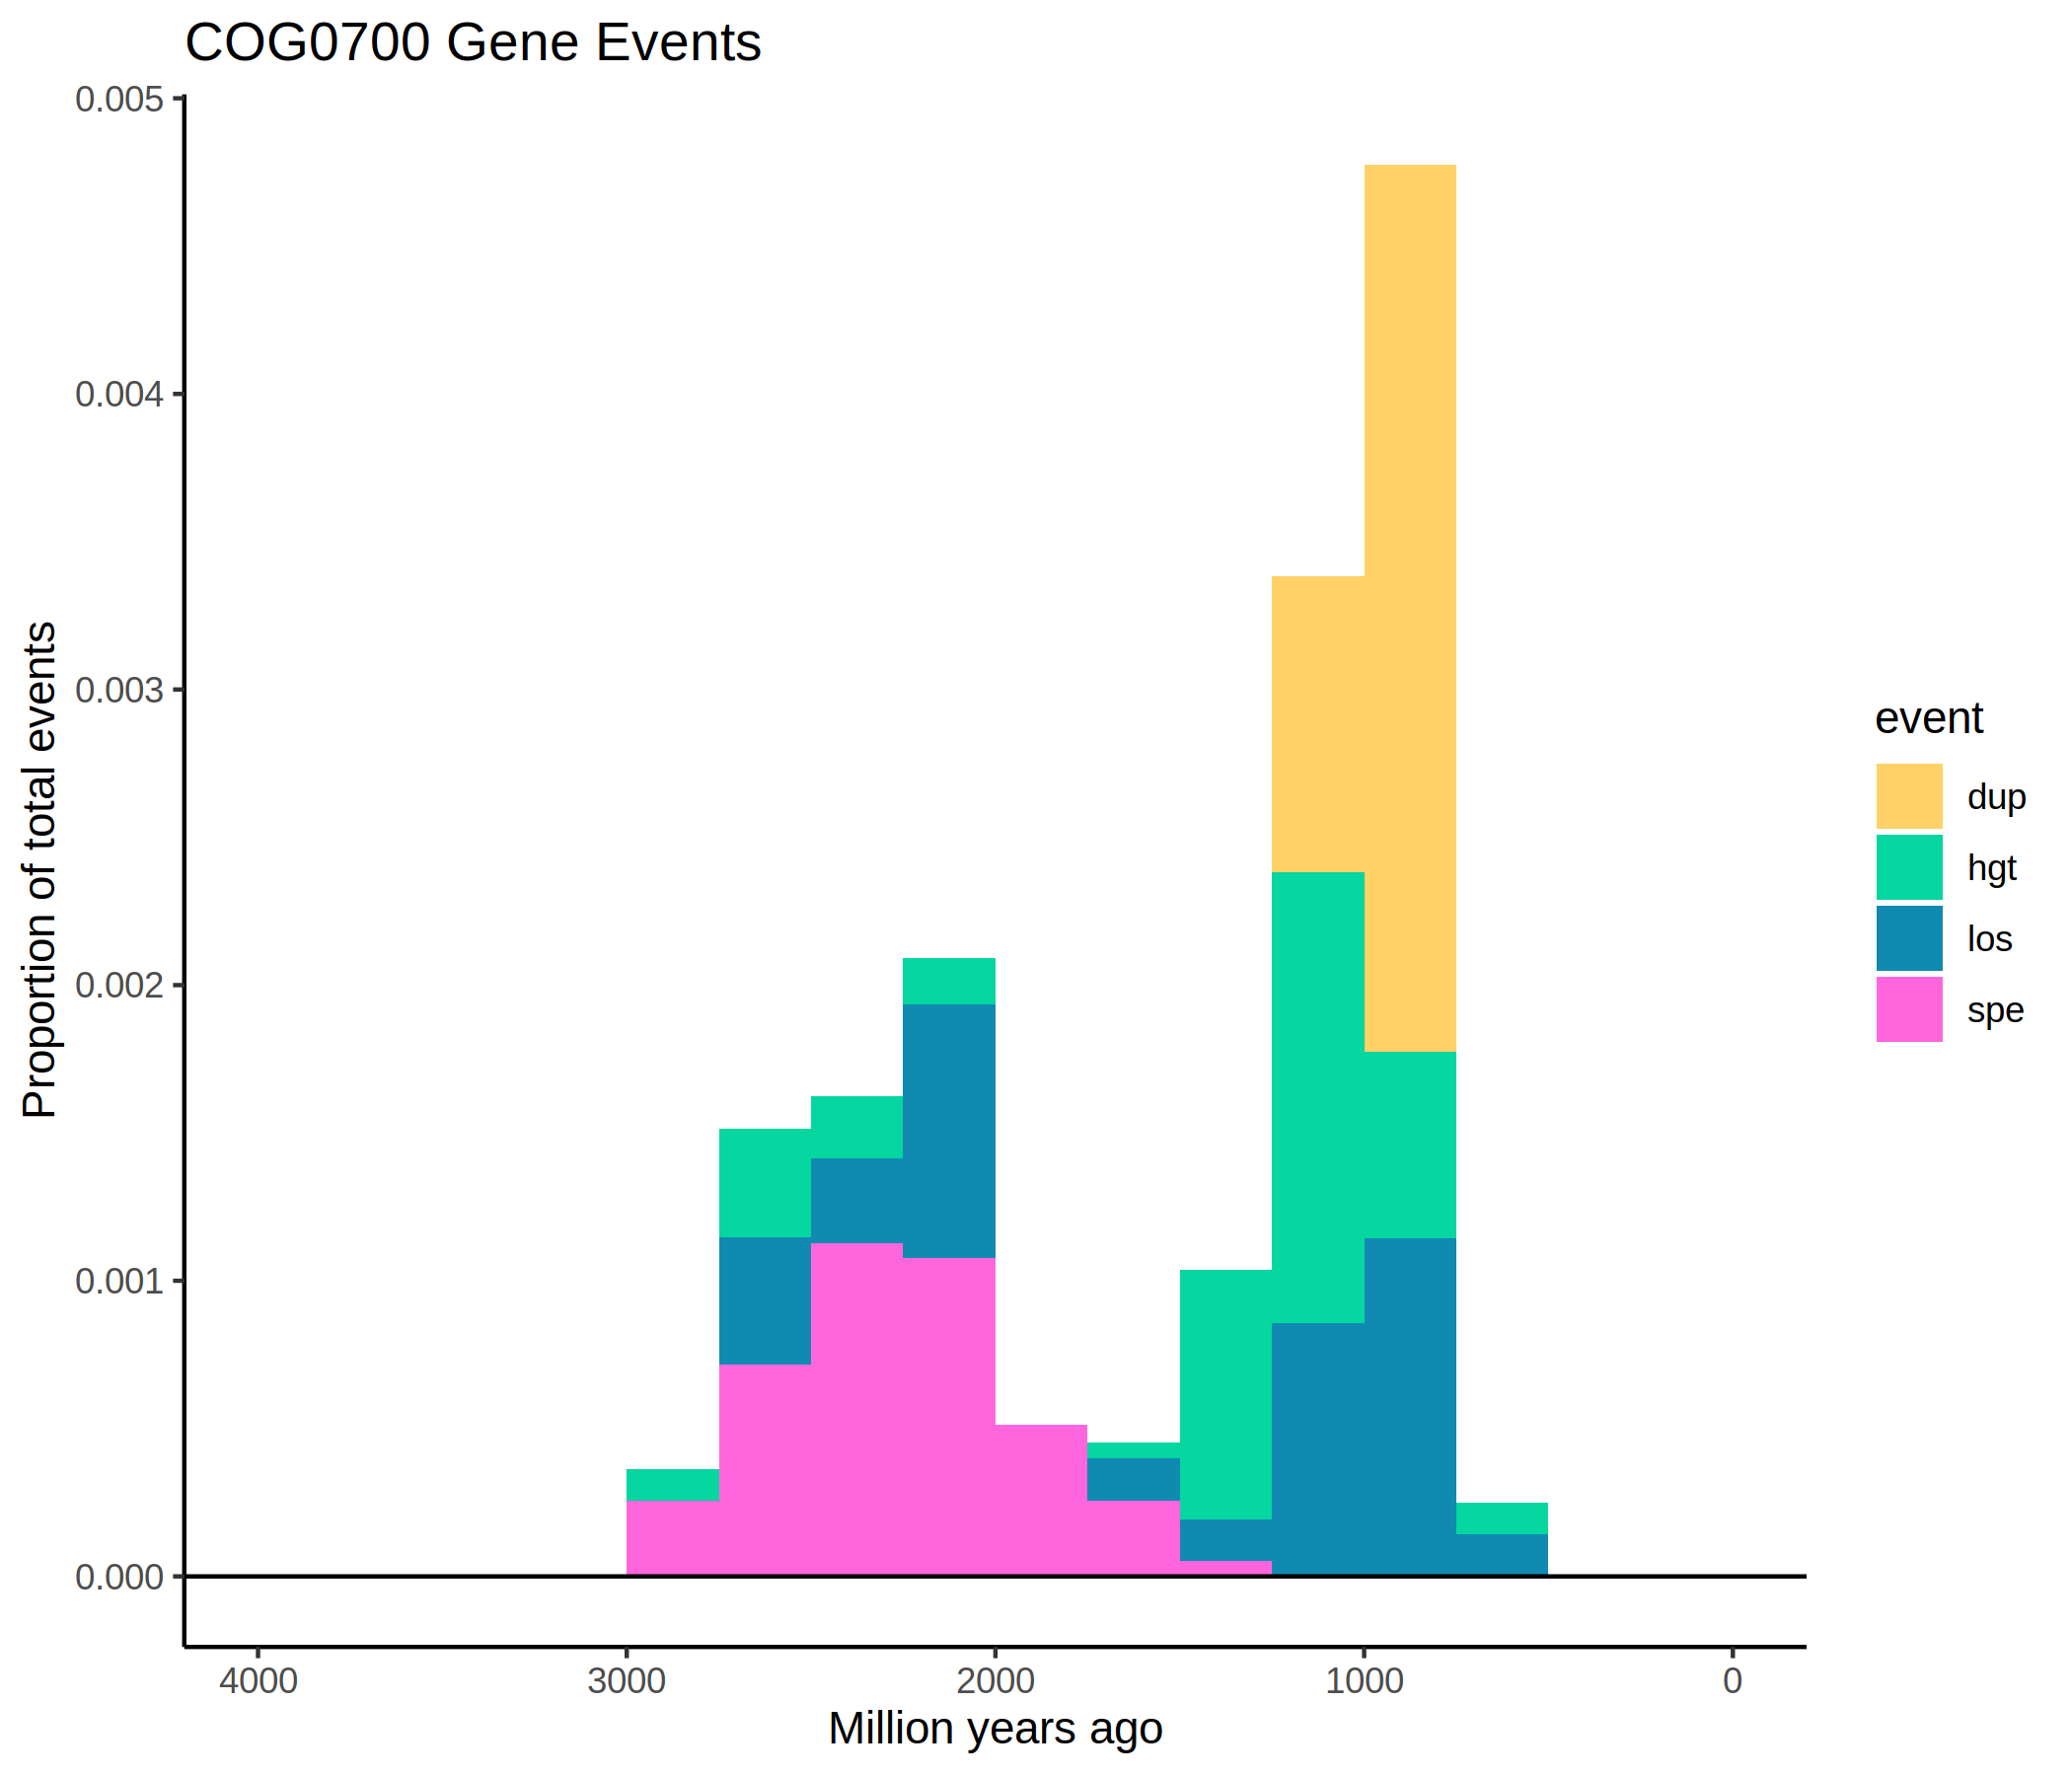 COG0700 Gene Events
0.005
0.004
0.003
0.002
0.001
0.000
Proportion of total events
4000 3000 2000 1000 0
Million years ago
event
dup
hgt
los
spe